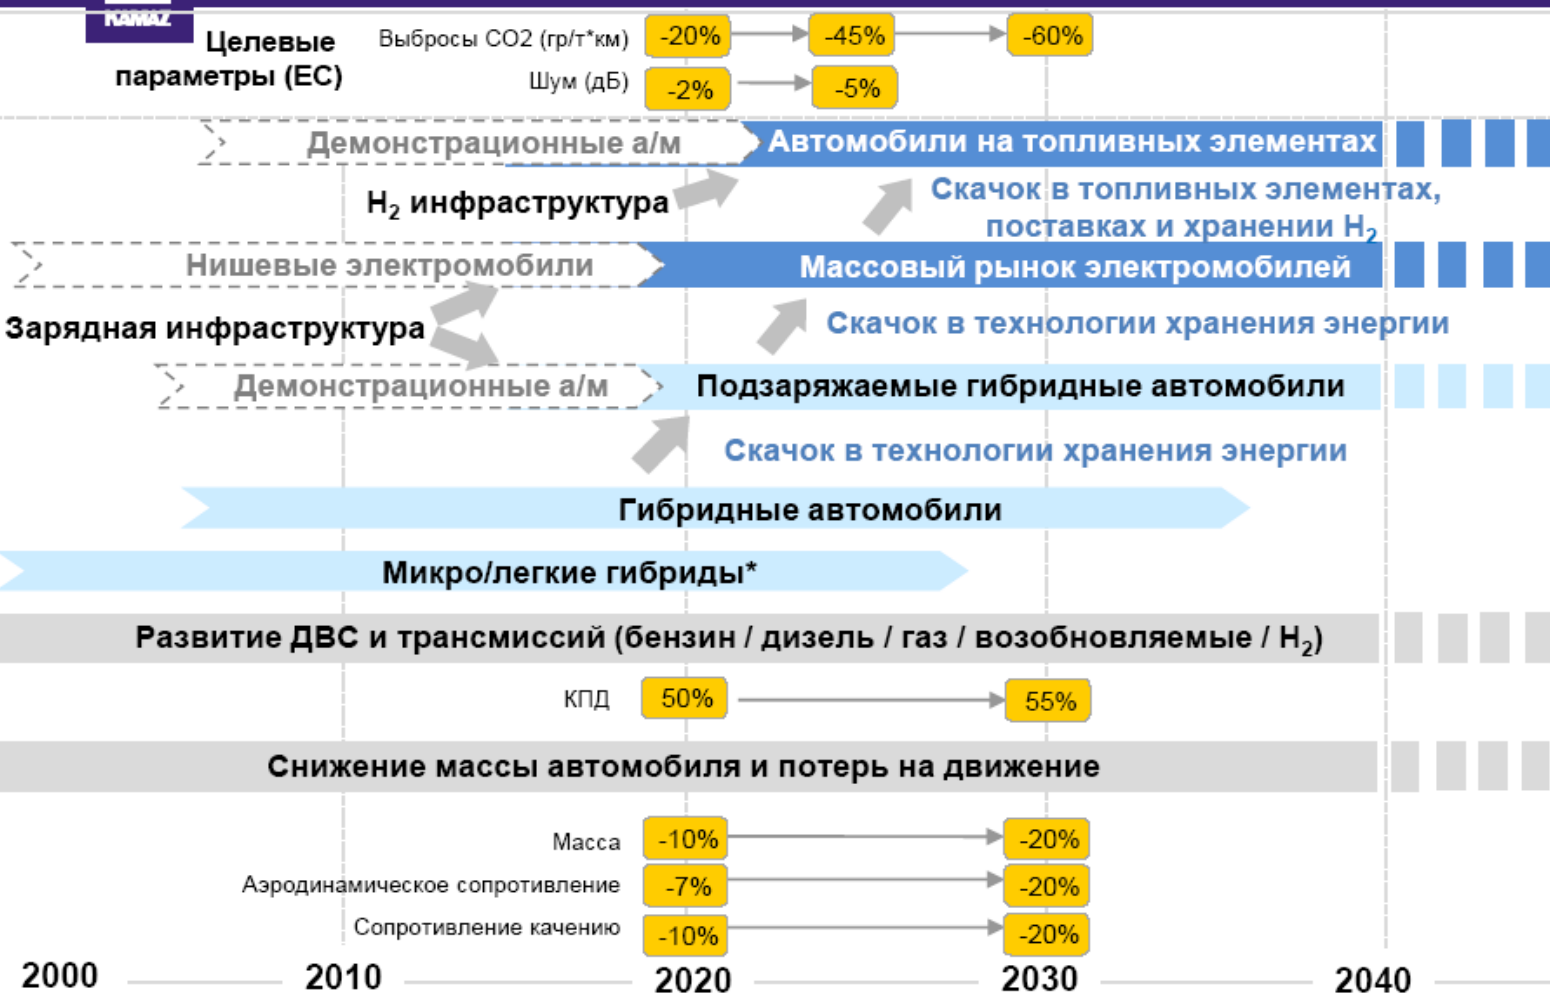 KAMAZ
Целевые
параметры (ЕС)
Выбросы CO2 (гр/т*км)
-20%
-45%
-60%
Шум (дБ)
-2%
-5%
Демонстрационные а/м
Автомобили на топливных элементах
H₂ инфраструктура
Скачок в топливных элементах,
поставках и хранении H₂
Нишевые электромобили
Массовый рынок электромобилей
Зарядная инфраструктура
Скачок в технологии хранения энергии
Демонстрационные а/м
Подзаряжаемые гибридные автомобили
Скачок в технологии хранения энергии
Гибридные автомобили
Микро/легкие гибриды*
Развитие ДВС и трансмиссий (бензин / дизель / газ / возобновляемые / H₂)
КПД
50%
55%
Снижение массы автомобиля и потерь на движение
Масса
-10%
-20%
Аэродинамическое сопротивление
-7%
-20%
Сопротивление качению
-10%
-20%
2000
2010
2020
2030
2040